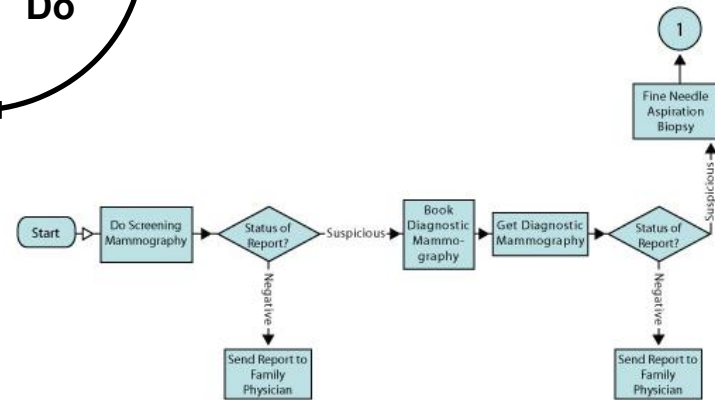 Do
1
Fine Needle
Aspiration
Biopsy
Suspicious
Start
Do Screening
Mammography
Status of
Report?
Suspicious
Book
Diagnostic
Mammo-
graphy
Get Diagnostic
Mammography
Status of
Report?
Negative
Negative
Send Report to
Family
Physician
Send Report to
Family
Physician